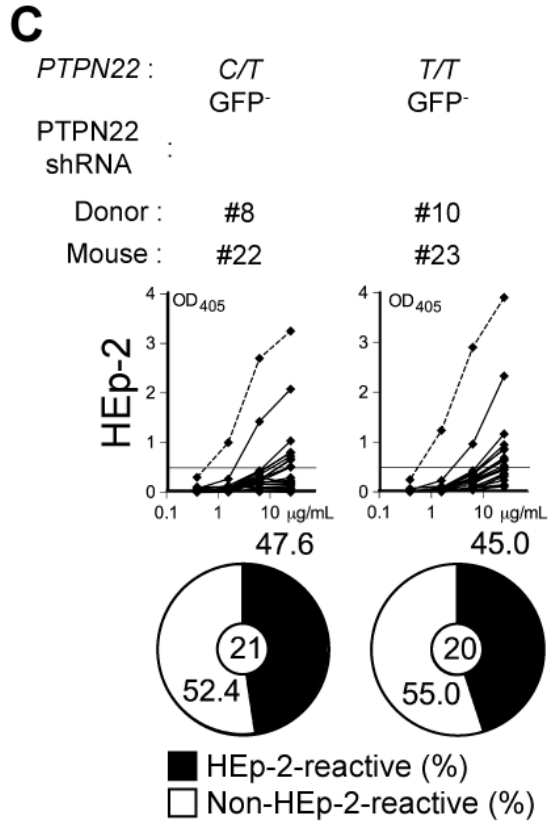 C
PTPN22 : C/T T/T
GFP- GFP-
PTPN22
shRNA :
Donor : #8 #10
Mouse : #22 #23
HEp-2
4 OD405 4 OD405
3 3
2 2
1 1
0 0
0.1 1 10 µg/mL 0.1 1 10 µg/mL
47.6 45.0
21 20
52.4 55.0
HEp-2-reactive (%)
Non-HEp-2-reactive (%)